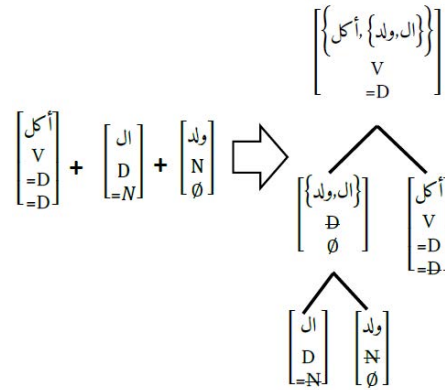 {أكل, {ال,ولد}}
V
=D
أكل
V
=D
=D
+
ال
D
=N
+
ولد
N
Ø
{ال,ولد}
D
Ø
أكل
V
=D
=D
ال
D
=N
ولد
N
Ø